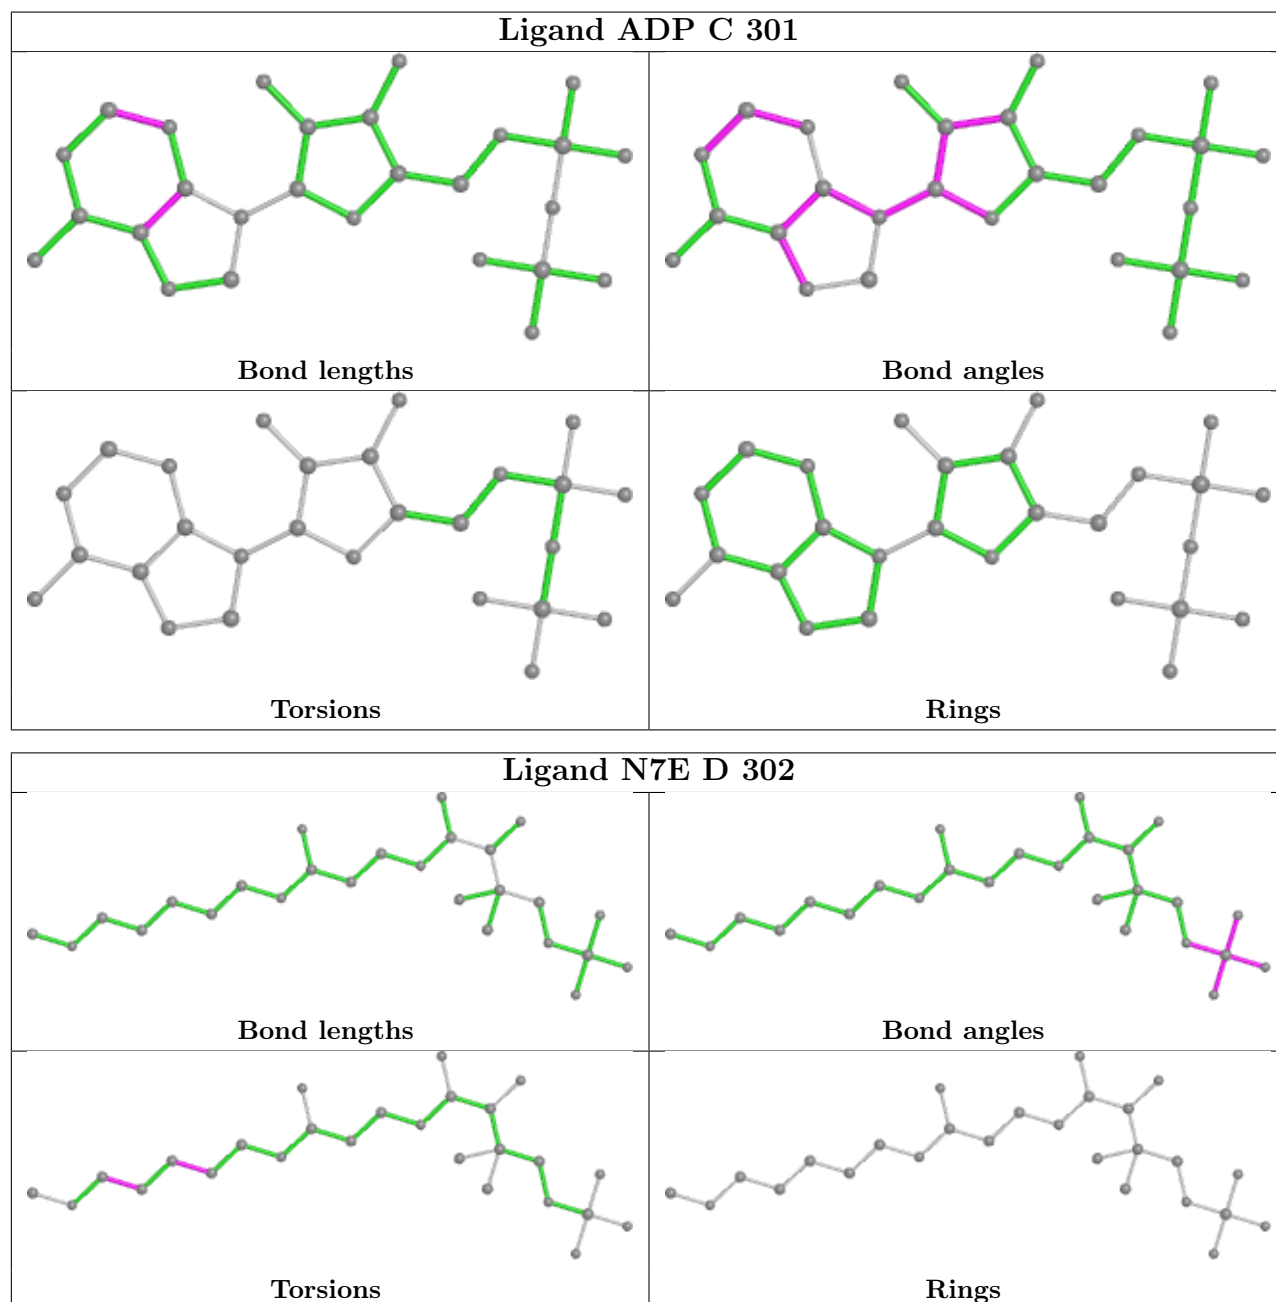 Ligand ADP C 301
Bond lengths
Bond angles
Torsions
Rings
Ligand N7E D 302
Bond lengths
Bond angles
Torsions
Rings